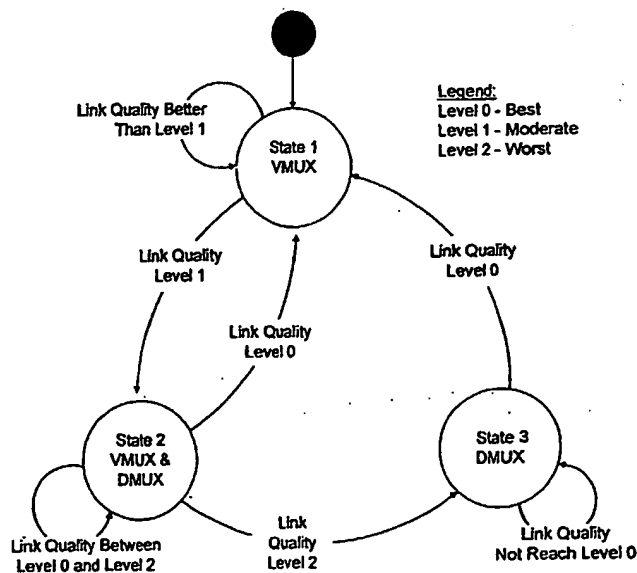 Link Quality Better
Than Level 1
Legend:
Level 0 - Best
Level 1 - Moderate
Level 2 - Worst
State 1
VMUX
Link Quality
Level 1
Link Quality
Level 0
Link Quality
Level 0
State 2
VMUX &
DMUX
State 3
DMUX
Link Quality Between
Level 0 and Level 2
Link
Quality
Level 2
Link Quality
Not Reach Level 0